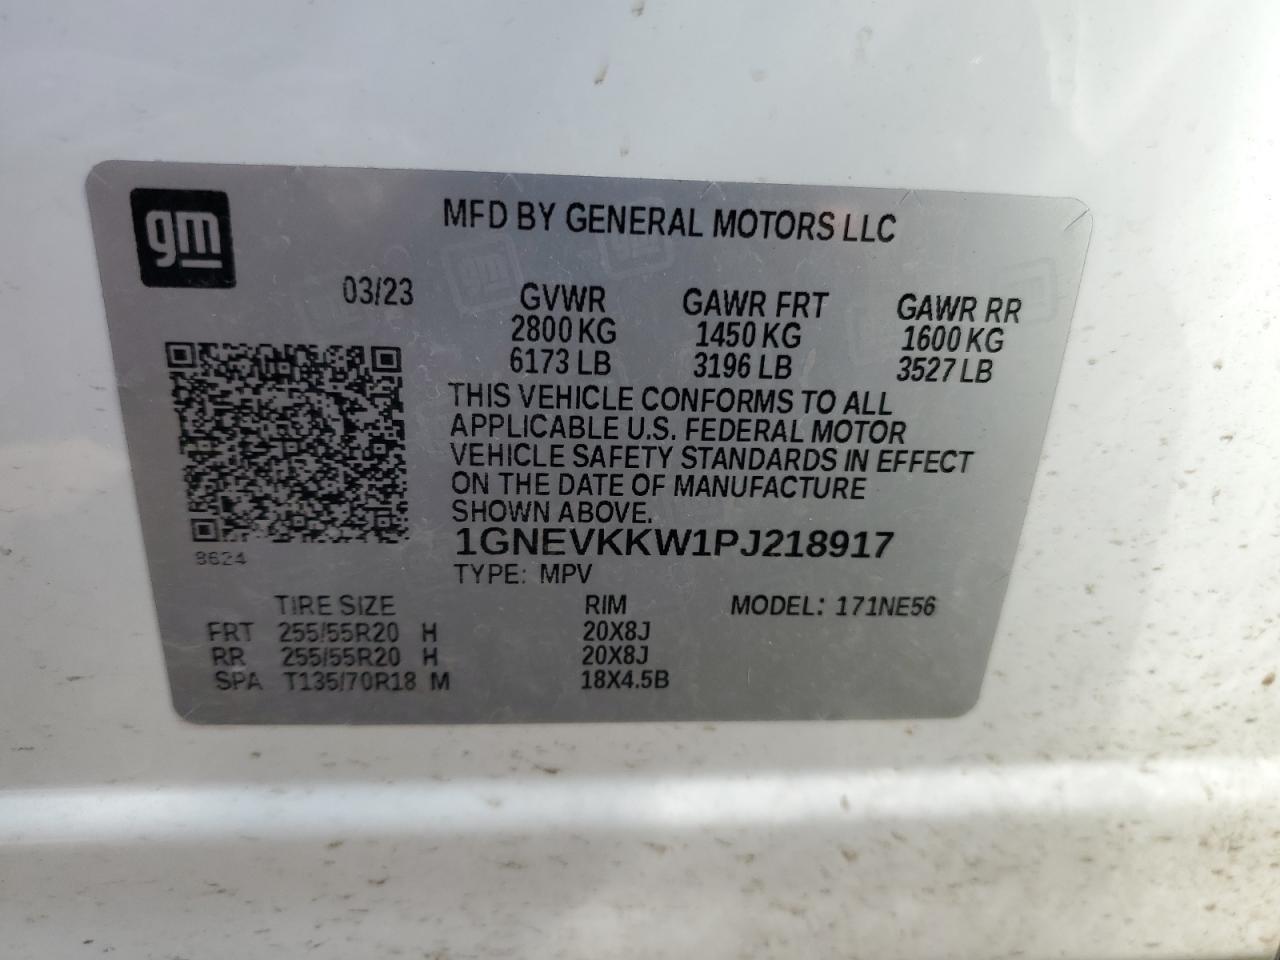 gm
MFD BY GENERAL MOTORS LLC
03/23
GVWR GAWR FRT GAWR RR
2800 KG 1450 KG 1600 KG
6173 LB 3196 LB 3527 LB
THIS VEHICLE CONFORMS TO ALL
APPLICABLE U.S. FEDERAL MOTOR
VEHICLE SAFETY STANDARDS IN EFFECT
ON THE DATE OF MANUFACTURE
SHOWN ABOVE.
1GNEVKKW1PJ218917
8624
TYPE: MPV
TIRE SIZE RIM MODEL: 171NE56
FRT 255/55R20 H 20X8J
RR 255/55R20 H 20X8J
SPA T135/70R18 M 18X4.5B